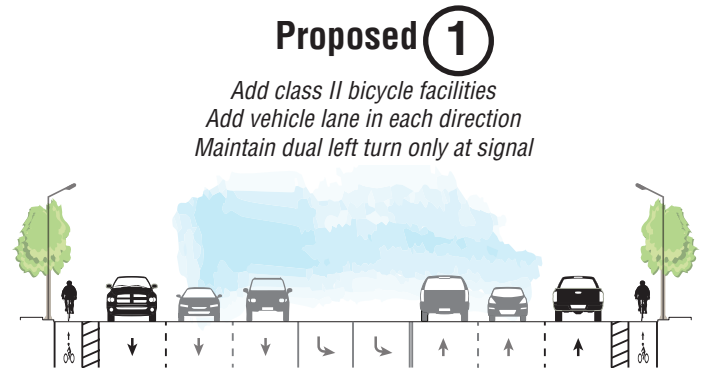 Proposed 1
Add class II bicycle facilities
Add vehicle lane in each direction
Maintain dual left turn only at signal